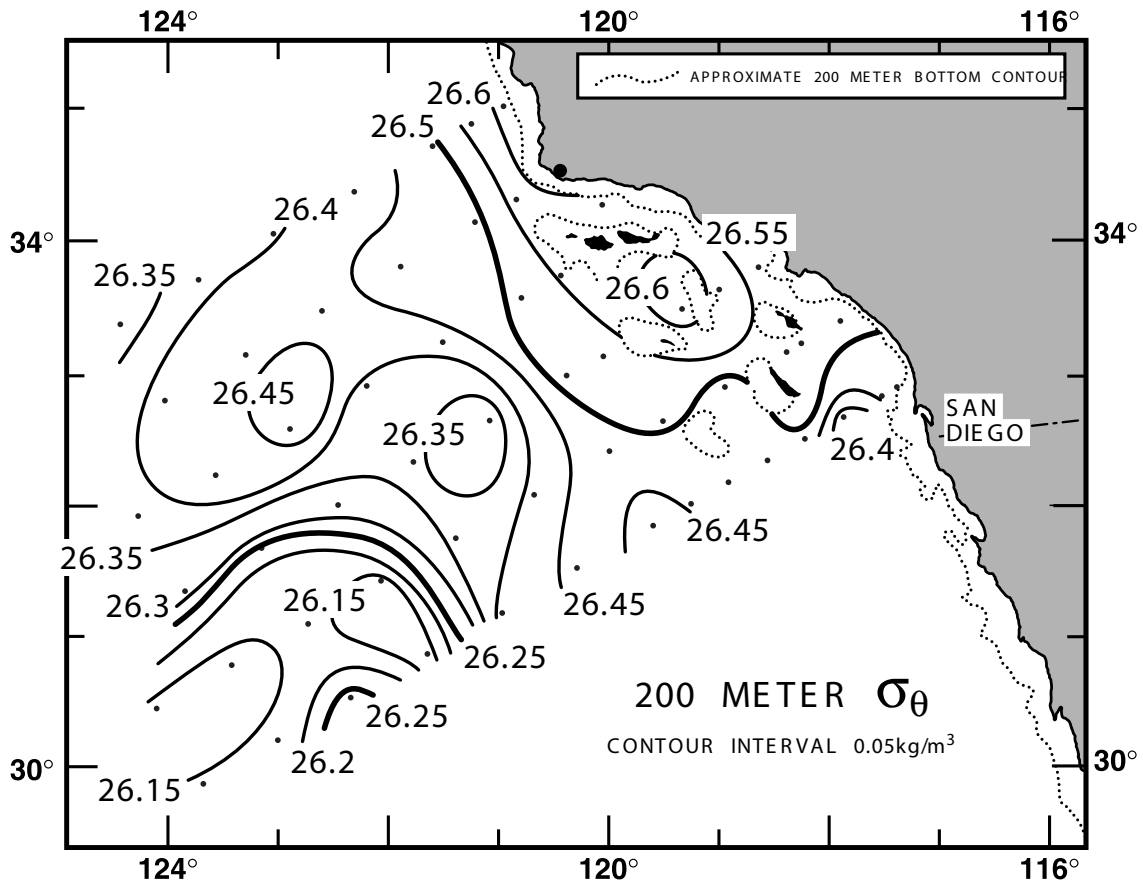 124° 120° 116°
APPROXIMATE 200 METER BOTTOM CONTOUR
26.6
26.5
26.4
26.55
34° 34°
26.35
26.6
26.45
SAN
DIEGO
26.35
26.4
26.45
26.35
26.3
26.15
26.45
26.25
200 METER σθ
26.25
CONTOUR INTERVAL 0.05kg/m³
26.2
30° 30°
26.15
124° 120° 116°